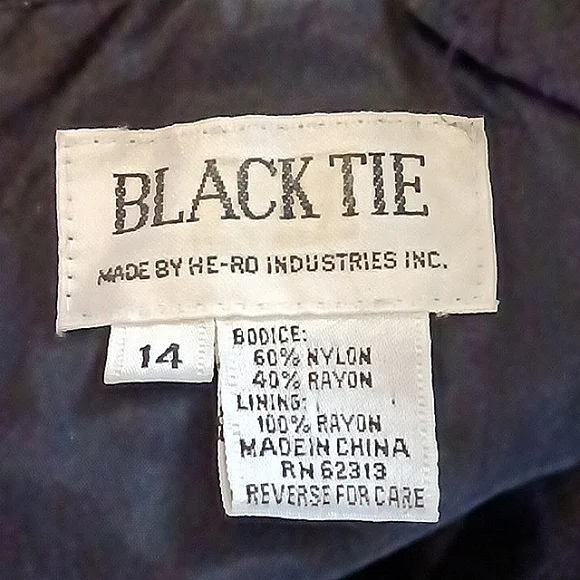 BLACK TIE
MADE BY HE-RO INDUSTRIES INC.
14
BODICE:
60% NYLON
40% RAYON
LINING:
100% RAYON
MADE IN CHINA
RN 62313
REVERSE FOR CARE